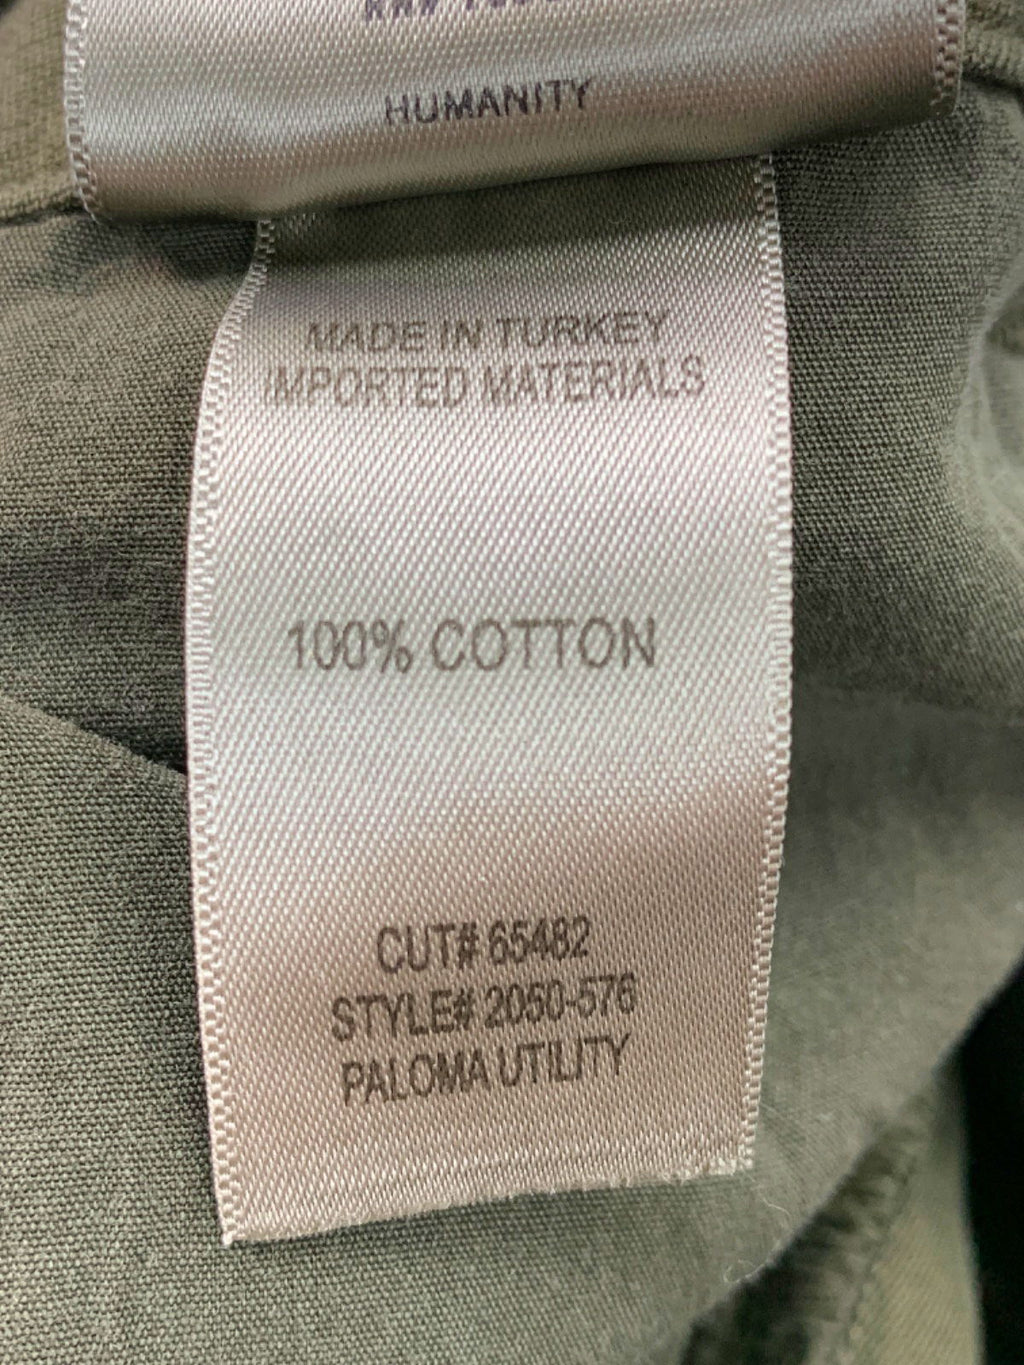 HUMANITY
MADE IN TURKEY
IMPORTED MATERIALS
100% COTTON
CUT# 65482
STYLE# 2050-576
PALOMA UTILITY